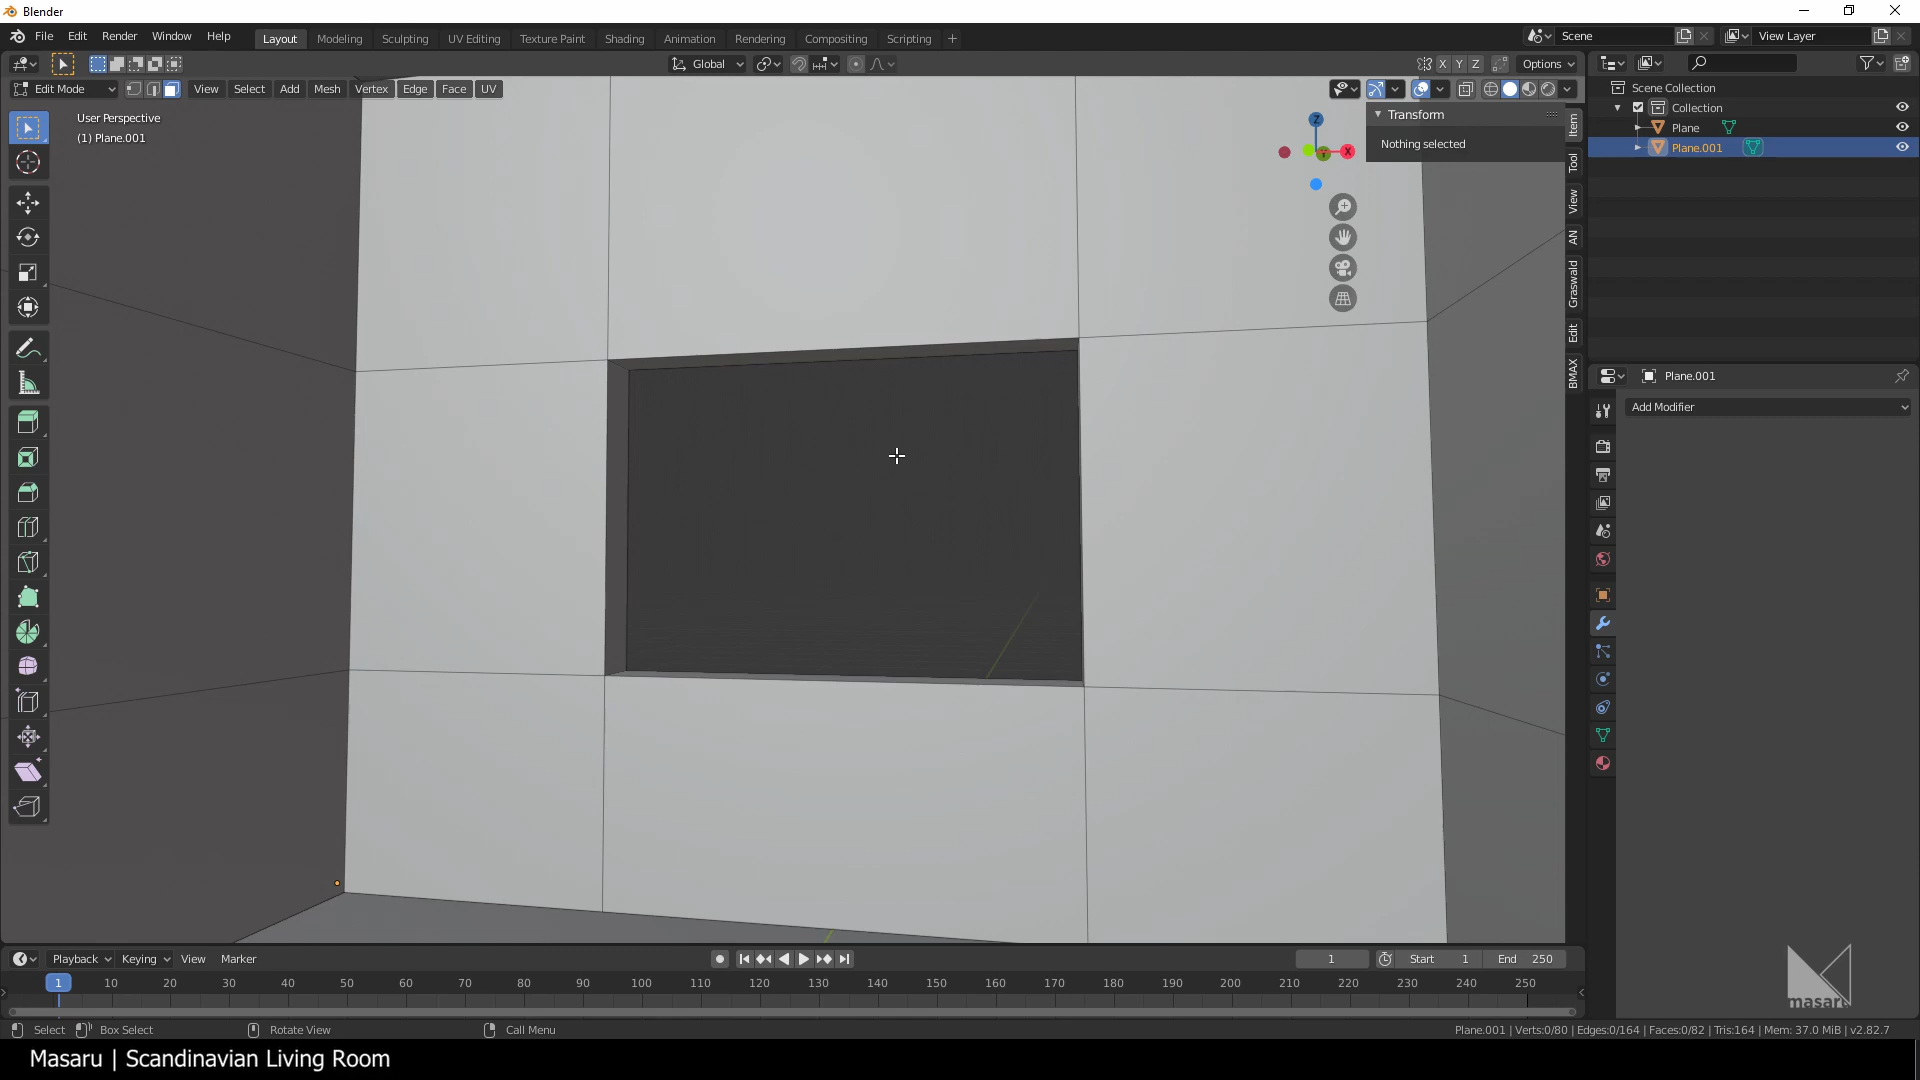 Blender
File Edit Render Window Help
Layout Modeling Sculpting UV Editing Texture Paint Shading Animation Rendering Compositing Scripting +
Scene
View Layer
Global
X Y Z
Options
Edit Mode
View Select Add Mesh Vertex Edge Face UV
User Perspective
(1) Plane.001
Transform
Nothing selected
Z
X
Item
Tool
View
AN
Graswald
Edit
BMAX
Scene Collection
Collection
Plane
Plane.001
Plane.001
Add Modifier
Playback Keying View Marker
1
Start 1
End 250
1 10 20 30 40 50 60 70 80 90 100 110 120 130 140 150 160 170 180 190 200 210 220 230 240 250
Select Box Select Rotate View Call Menu
Plane.001 | Verts:0/80 | Edges:0/164 | Faces:0/82 | Tris:164 | Mem: 37.0 MiB | v2.82.7
masaru
Masaru | Scandinavian Living Room